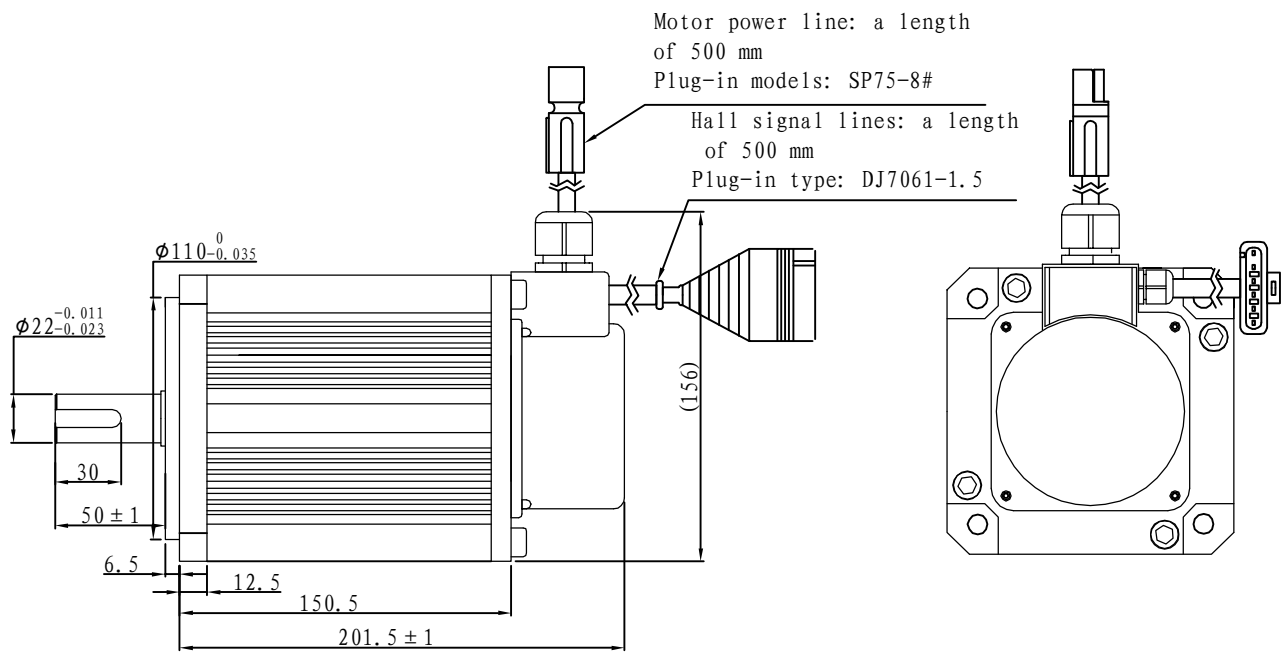 Motor power line: a length
of 500 mm
Plug-in models: SP75-8#
Hall signal lines: a length
of 500 mm
Plug-in type: DJ7061-1.5
ϕ110 0 -0.035
ϕ22 -0.011 -0.023
(156)
30
50±1
6.5
12.5
150.5
201.5±1